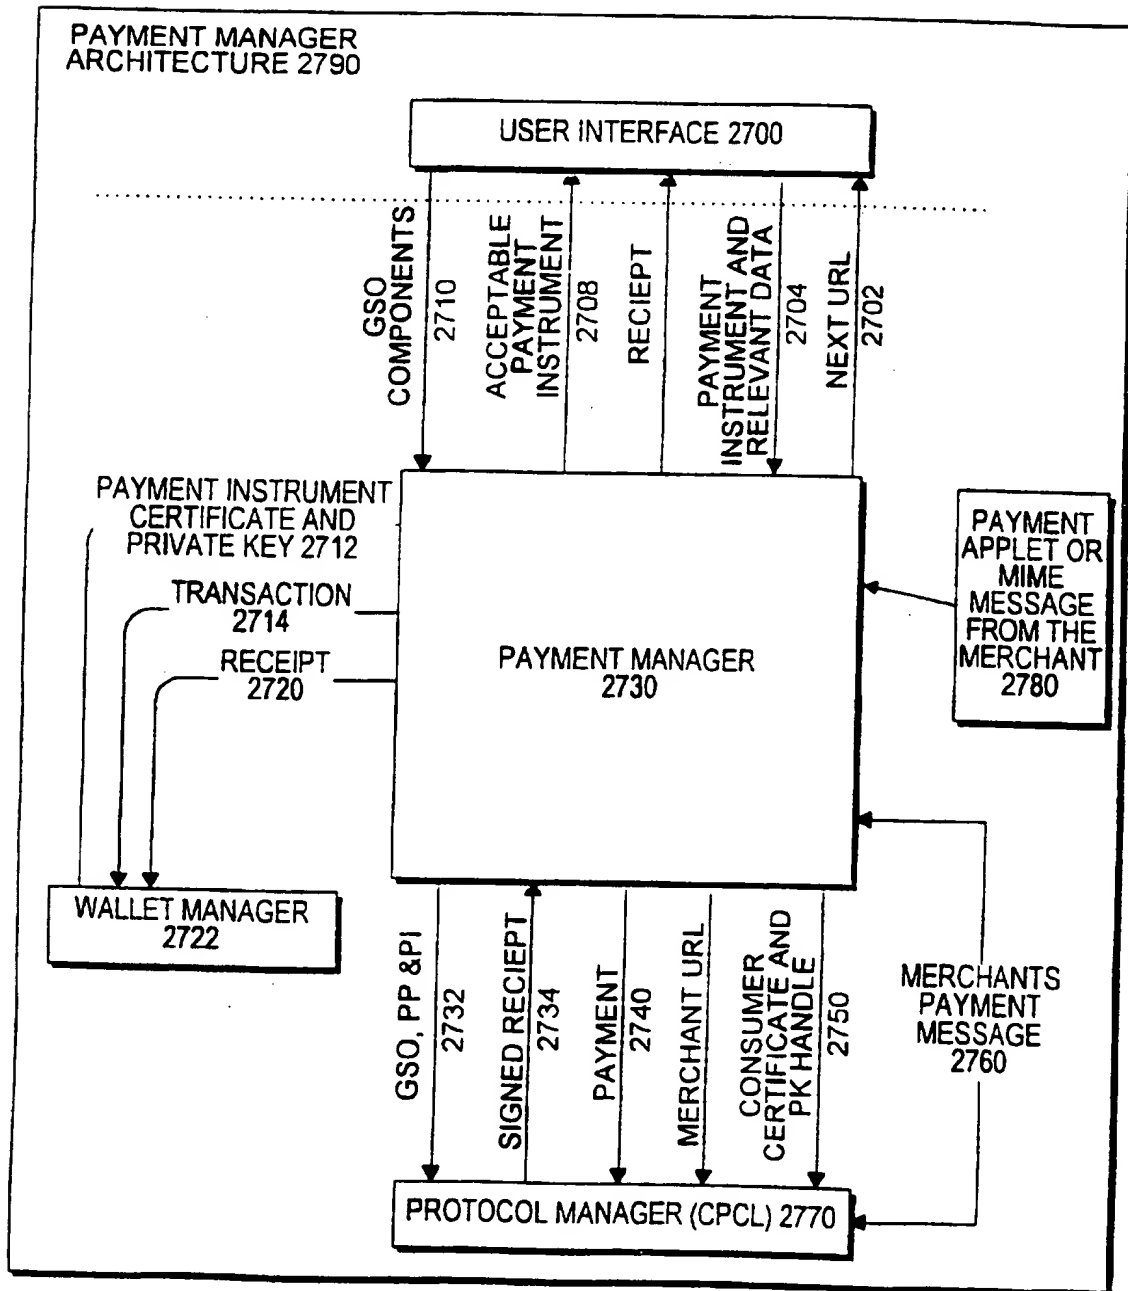 PAYMENT MANAGER
ARCHITECTURE 2790
USER INTERFACE 2700
GSO
COMPONENTS
2710
ACCEPTABLE
PAYMENT
INSTRUMENT
2708
RECIEPT
PAYMENT
INSTRUMENT AND
RELEVANT DATA
2704
NEXT URL
2702
PAYMENT INSTRUMENT
CERTIFICATE AND
PRIVATE KEY 2712
TRANSACTION
2714
RECEIPT
2720
PAYMENT MANAGER
2730
PAYMENT
APPLET OR
MIME
MESSAGE
FROM THE
MERCHANT
2780
WALLET MANAGER
2722
GSO, PP &PI
2732
SIGNED RECIEPT
2734
PAYMENT
2740
MERCHANT URL
CONSUMER
CERTIFICATE AND
PK HANDLE
2750
MERCHANTS
PAYMENT
MESSAGE
2760
PROTOCOL MANAGER (CPCL) 2770